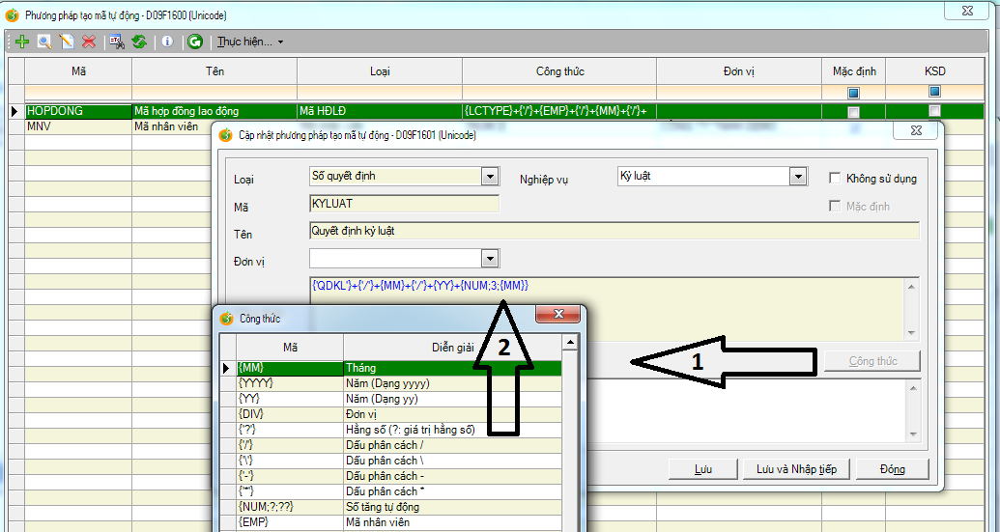 Phương pháp tạo mã tự động - D09F1600 (Unicode)
Thực hiện...
Mã Tên Loại Công thức Đơn vị Mặc định KSD
HOPDONG Mã hợp đồng lao động Mã HĐLĐ {LCTYPE}+{'/'}+{EMP}+{'/'}+{MM}+{'/'}+
MNV Mã nhân viên
Cập nhật phương pháp tạo mã tự động - D09F1601 (Unicode)
Loại Số quyết định Nghiệp vụ Kỷ luật Không sử dụng
Mã KYLUAT Mặc định
Tên Quyết định kỷ luật
Đơn vị
{'QDKL'}+{'/'}+{MM}+{'/'}+{YY}+{NUM;3;{MM}}
Công thức
1
Công thức
2
Mã Diễn giải
{MM} Tháng
{YYYY} Năm (Dạng yyyy)
{YY} Năm (Dạng yy)
{DIV} Đơn vị
{'?'} Hằng số (?: giá trị hằng số)
{'/'} Dấu phân cách /
{'\'} Dấu phân cách \
{'-'} Dấu phân cách -
{'*'} Dấu phân cách *
{NUM;?;??} Số tăng tự động
{EMP} Mã nhân viên
Lưu Lưu và Nhập tiếp Đóng